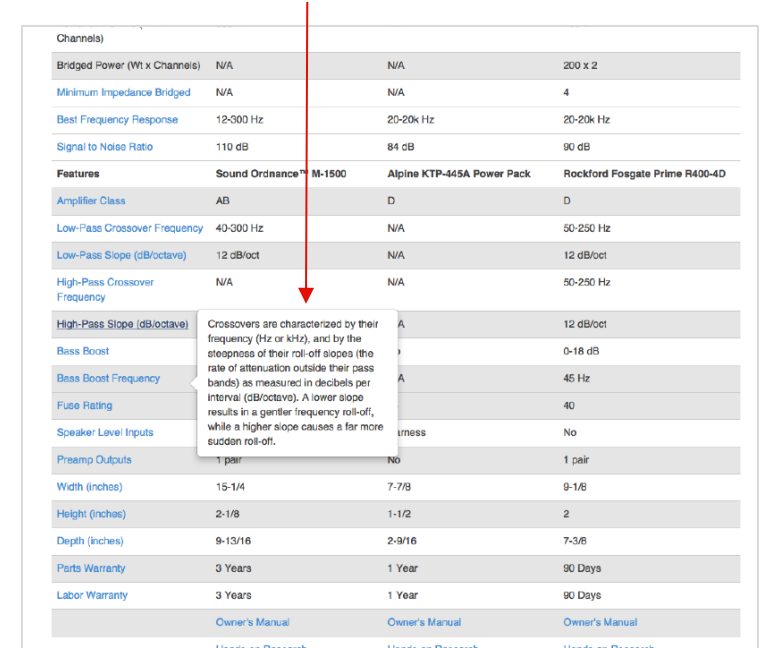 Channels)
Bridged Power (Wt x Channels) N/A N/A 200 x 2
Minimum Impedance Bridged N/A N/A 4
Best Frequency Response 12-300 Hz 20-20k Hz 20-20k Hz
Signal to Noise Ratio 110 dB 84 dB 90 dB
Features Sound Ordnance™ M-1500 Alpine KTP-445A Power Pack Rockford Fosgate Prime R400-4D
Amplifier Class AB D D
Low-Pass Crossover Frequency 40-300 Hz N/A 50-250 Hz
Low-Pass Slope (dB/octave) 12 dB/oct N/A 12 dB/oct
High-Pass Crossover N/A N/A 50-250 Hz
Frequency
High-Pass Slope (dB/octave) 12 dB/oct
Crossovers are characterized by their
frequency (Hz or kHz), and by the
steepness of their roll-off slopes (the
rate of attenuation outside their pass
bands) as measured in decibels per
interval (dB/octave). A lower slope
results in a gentler frequency roll-off,
while a higher slope causes a far more
sudden roll-off.
Bass Boost 0-18 dB
Bass Boost Frequency 45 Hz
Fuse Rating 40
Speaker Level Inputs No
Preamp Outputs 1 pair No 1 pair
Width (inches) 15-1/4 7-7/8 9-1/8
Height (inches) 2-1/8 1-1/2 2
Depth (inches) 9-13/16 2-9/16 7-3/8
Parts Warranty 3 Years 1 Year 90 Days
Labor Warranty 3 Years 1 Year 90 Days
Owner's Manual Owner's Manual Owner's Manual